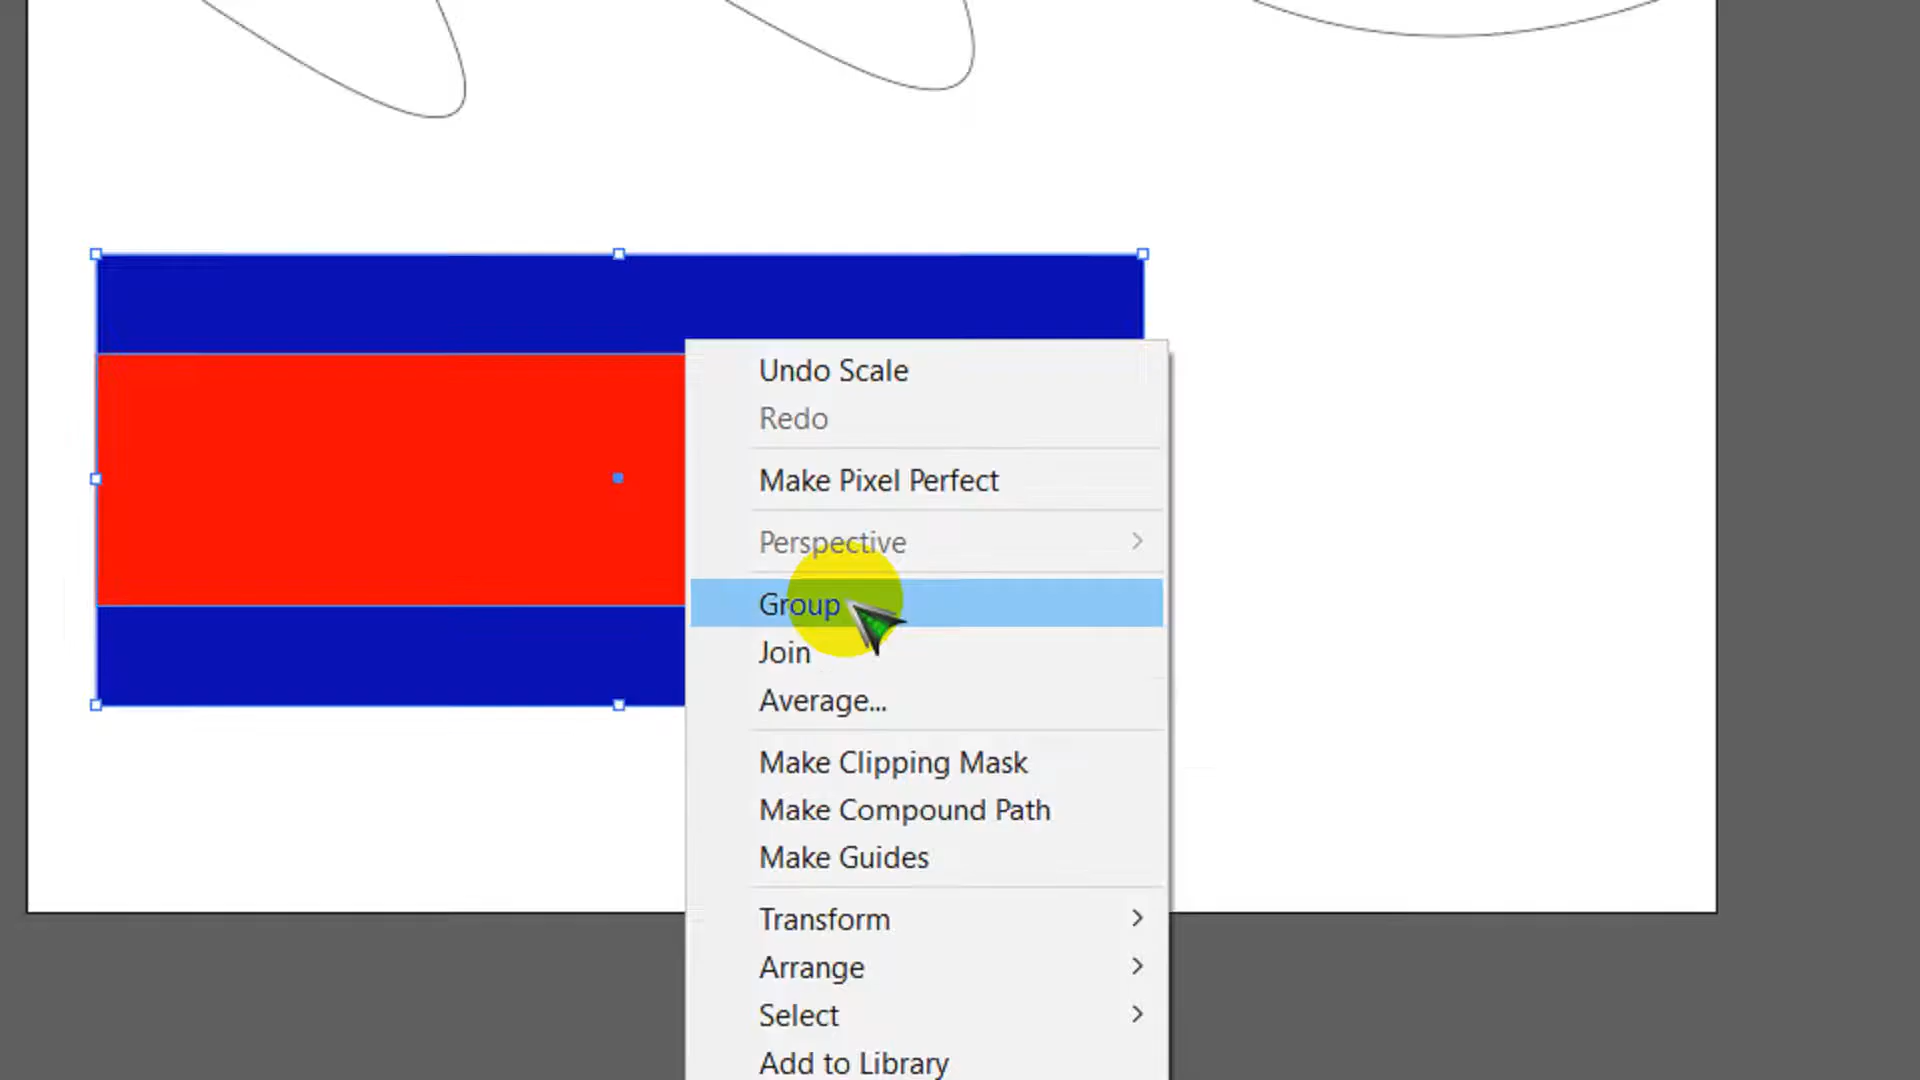 Undo Scale
Redo
Make Pixel Perfect
Perspective
Group
Join
Average...
Make Clipping Mask
Make Compound Path
Make Guides
Transform
Arrange
Select
Add to Library